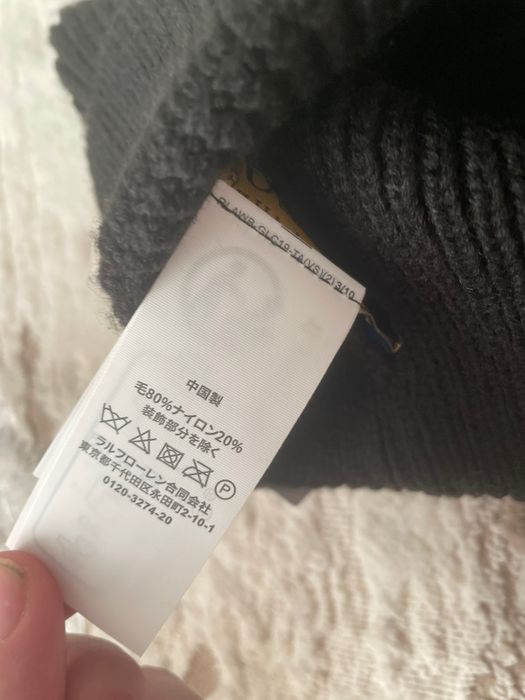 RLAWB-GLC19-TA(VS)(2)3/10
中国製
毛80%ナイロン20%
装飾部分を除く
P
ラルフローレン合同会社
東京都千代田区永田町2-10-1
0120-3274-20